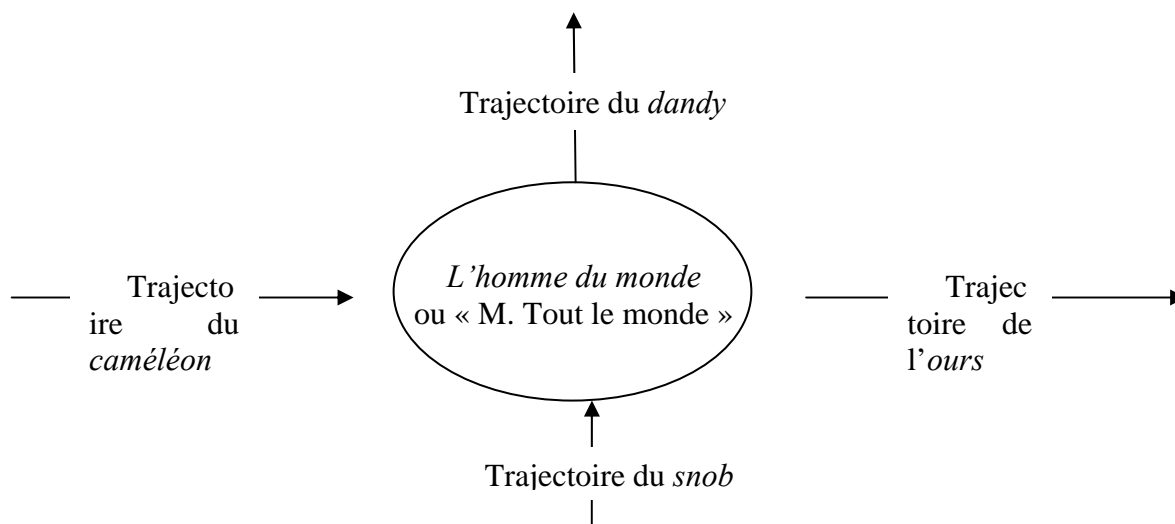 Trajectoire du dandy
L’homme du monde
ou « M. Tout le monde »
Trajecto
ire du
caméléon
Trajec
toire de
l’ours
Trajectoire du snob